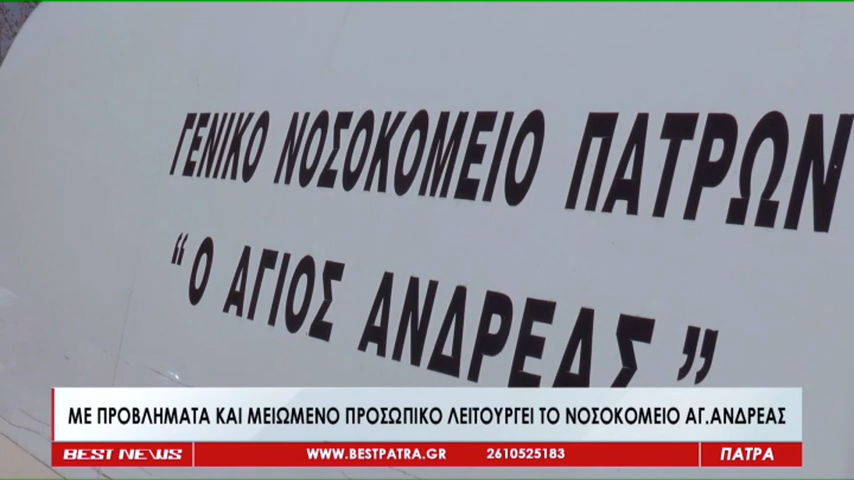 ΓΕΝΙΚΟ ΝΟΣΟΚΟΜΕΙΟ ΠΑΤΡΩΝ
“ Ο ΑΓΙΟΣ ΑΝΔΡΕΑΣ ”
ΜΕ ΠΡΟΒΛΗΜΑΤΑ ΚΑΙ ΜΕΙΩΜΕΝΟ ΠΡΟΣΩΠΙΚΟ ΛΕΙΤΟΥΡΓΕΙ ΤΟ ΝΟΣΟΚΟΜΕΙΟ ΑΓ.ΑΝΔΡΕΑΣ
BEST NEWS WWW.BESTPATRA.GR 2610525183 ΠΑΤΡΑ